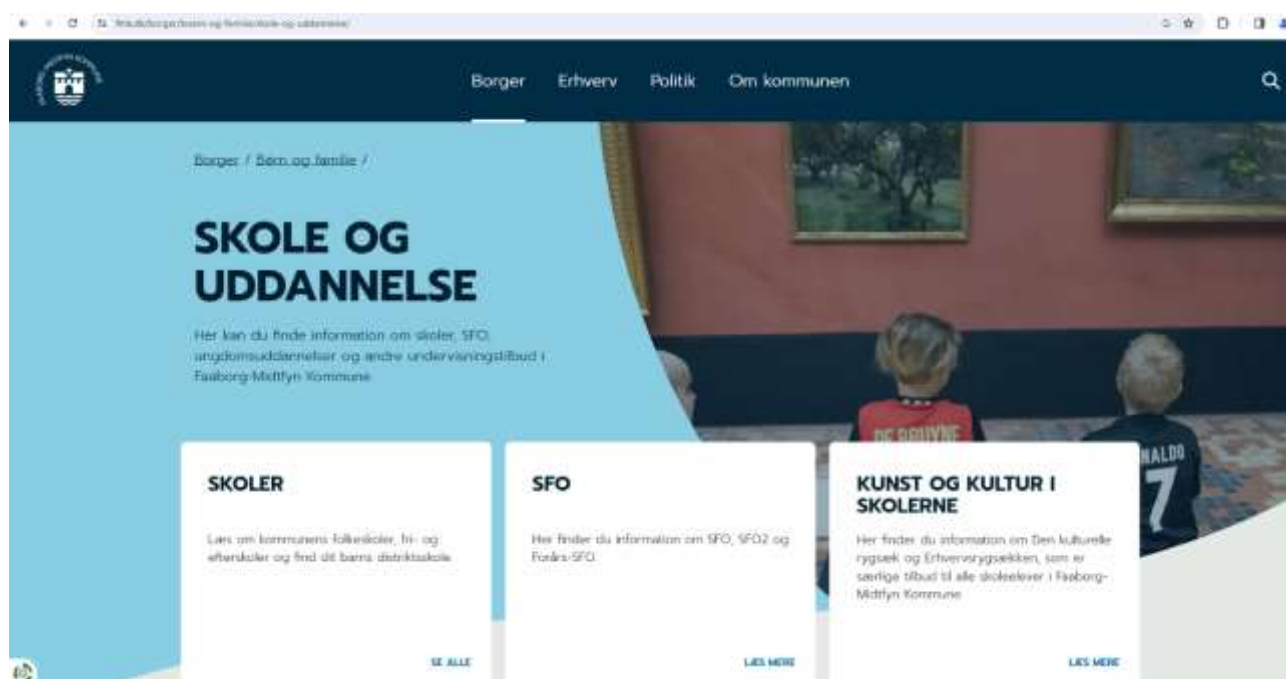 Borger Erhverv Politik Om kommunen
Borger / Børn og familie /
SKOLE OG
UDDANNELSE
Her kan du finde information om skoler, SFO,
ungdomsuddannelser og andre undervisningstilbud i
Faaborg-Midtfyn Kommune
DE BRUYNE
NALDO
7
SKOLER
Læs om kommunens folkeskoler, fri- og
efterskoler og find dit barns distriktsskole.
SE ALLE
SFO
Her finder du information om SFO, SFO2 og
Forårs-SFO.
LÆS MERE
KUNST OG KULTUR I
SKOLERNE
Her finder du information om Den kulturelle
rygsæk og Erhvervsrygsækken, som er
særlige tilbud til alle skoleelever i Faaborg-
Midtfyn Kommune
LÆS MERE